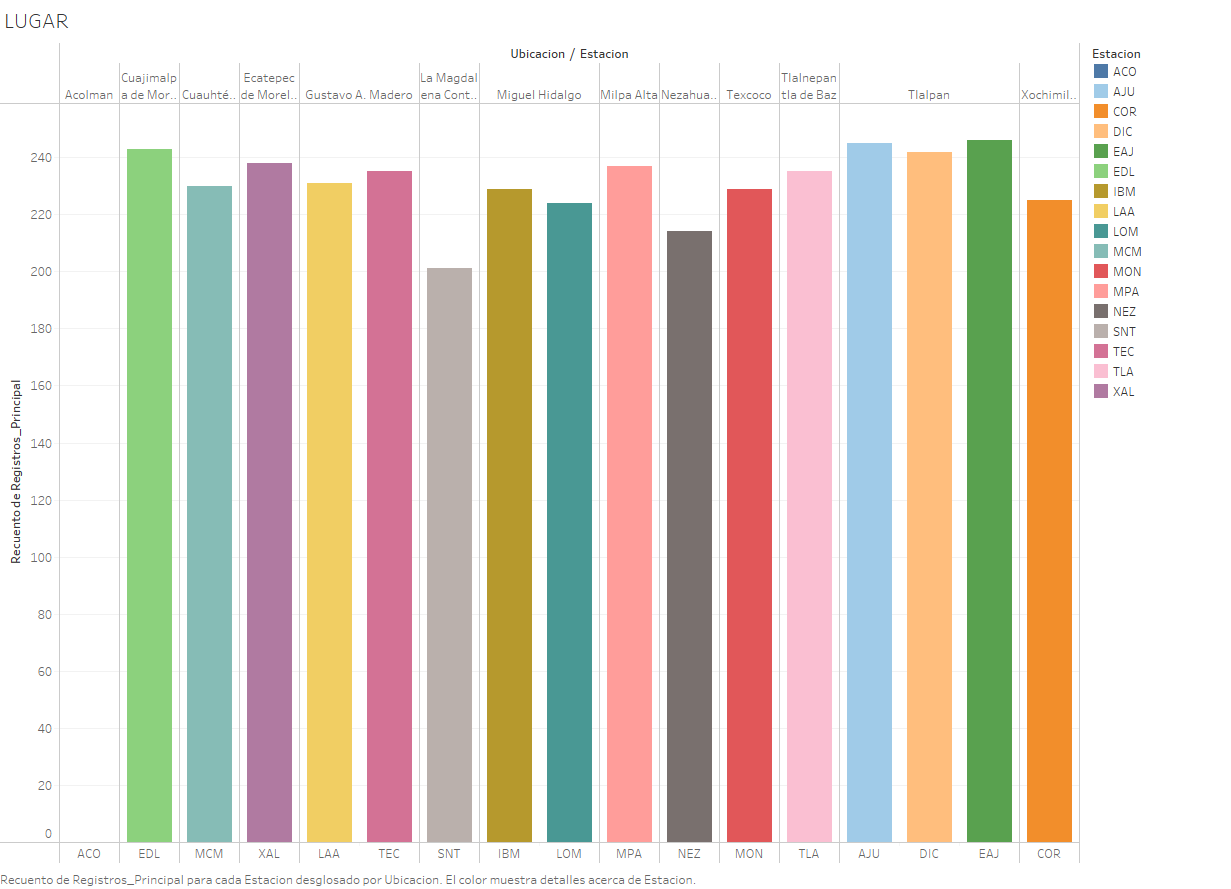 LUGAR
Ubicacion / Estacion
Acolman
Cuajimalp
a de Mor..
Cuauhté..
Ecatepec
de Morel..
Gustavo A. Madero
La Magdal
ena Cont..
Miguel Hidalgo
Milpa Alta
Nezahua..
Texcoco
Tlalnepan
tla de Baz
Tlalpan
Xochimil..
Recuento de Registros_Principal
240
220
200
180
160
140
120
100
80
60
40
20
0
ACO
EDL
MCM
XAL
LAA
TEC
SNT
IBM
LOM
MPA
NEZ
MON
TLA
AJU
DIC
EAJ
COR
Estacion
ACO
AJU
COR
DIC
EAJ
EDL
IBM
LAA
LOM
MCM
MON
MPA
NEZ
SNT
TEC
TLA
XAL
Recuento de Registros_Principal para cada Estacion desglosado por Ubicacion. El color muestra detalles acerca de Estacion.